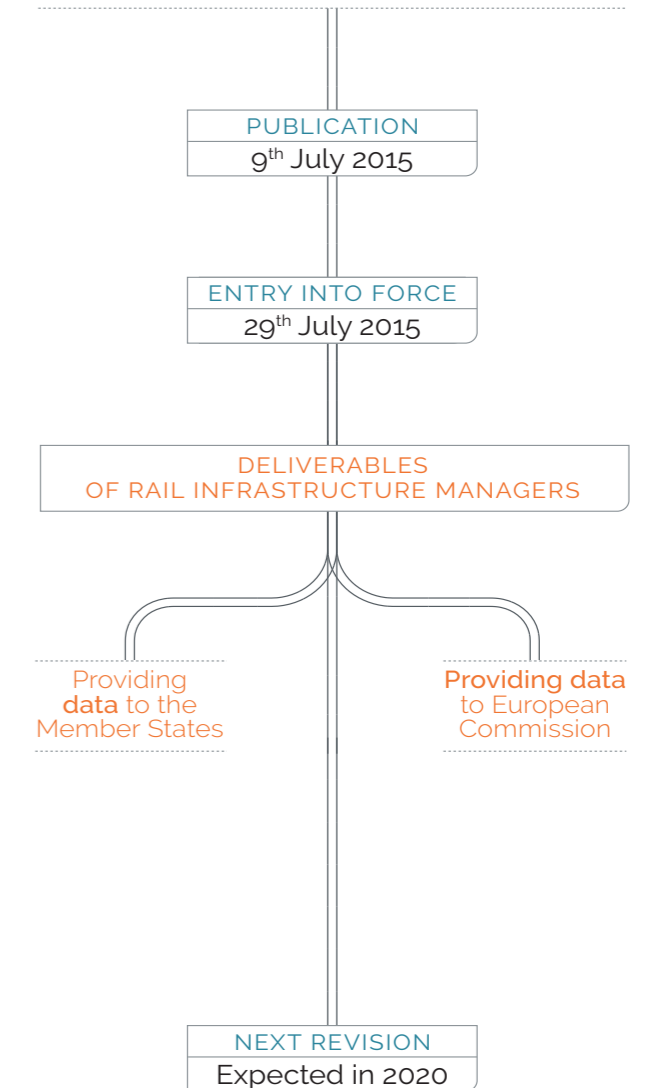 PUBLICATION
9th July 2015
ENTRY INTO FORCE
29th July 2015
DELIVERABLES
OF RAIL INFRASTRUCTURE MANAGERS
Providing
data to the
Member States
Providing data
to European
Commission
NEXT REVISION
Expected in 2020